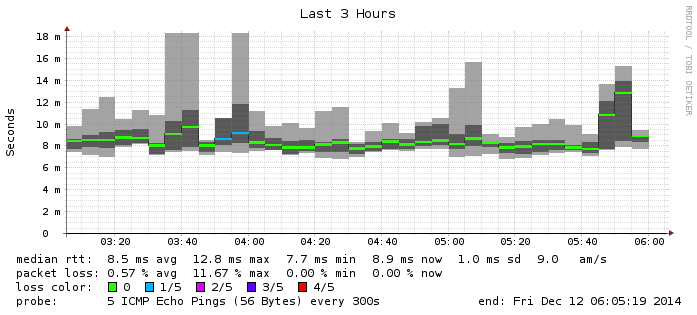 Last 3 Hours
RRDTOOL / TOBI OETIKER
Seconds
18 m
16 m
14 m
12 m
10 m
8 m
6 m
4 m
2 m
0
03:20 03:40 04:00 04:20 04:40 05:00 05:20 05:40 06:00
median rtt: 8.5 ms avg 12.8 ms max 7.7 ms min 8.9 ms now 1.0 ms sd 9.0 am/s
packet loss: 0.57 % avg 11.67 % max 0.00 % min 0.00 % now
loss color: 0 1/5 2/5 3/5 4/5
probe: 5 ICMP Echo Pings (56 Bytes) every 300s end: Fri Dec 12 06:05:19 2014